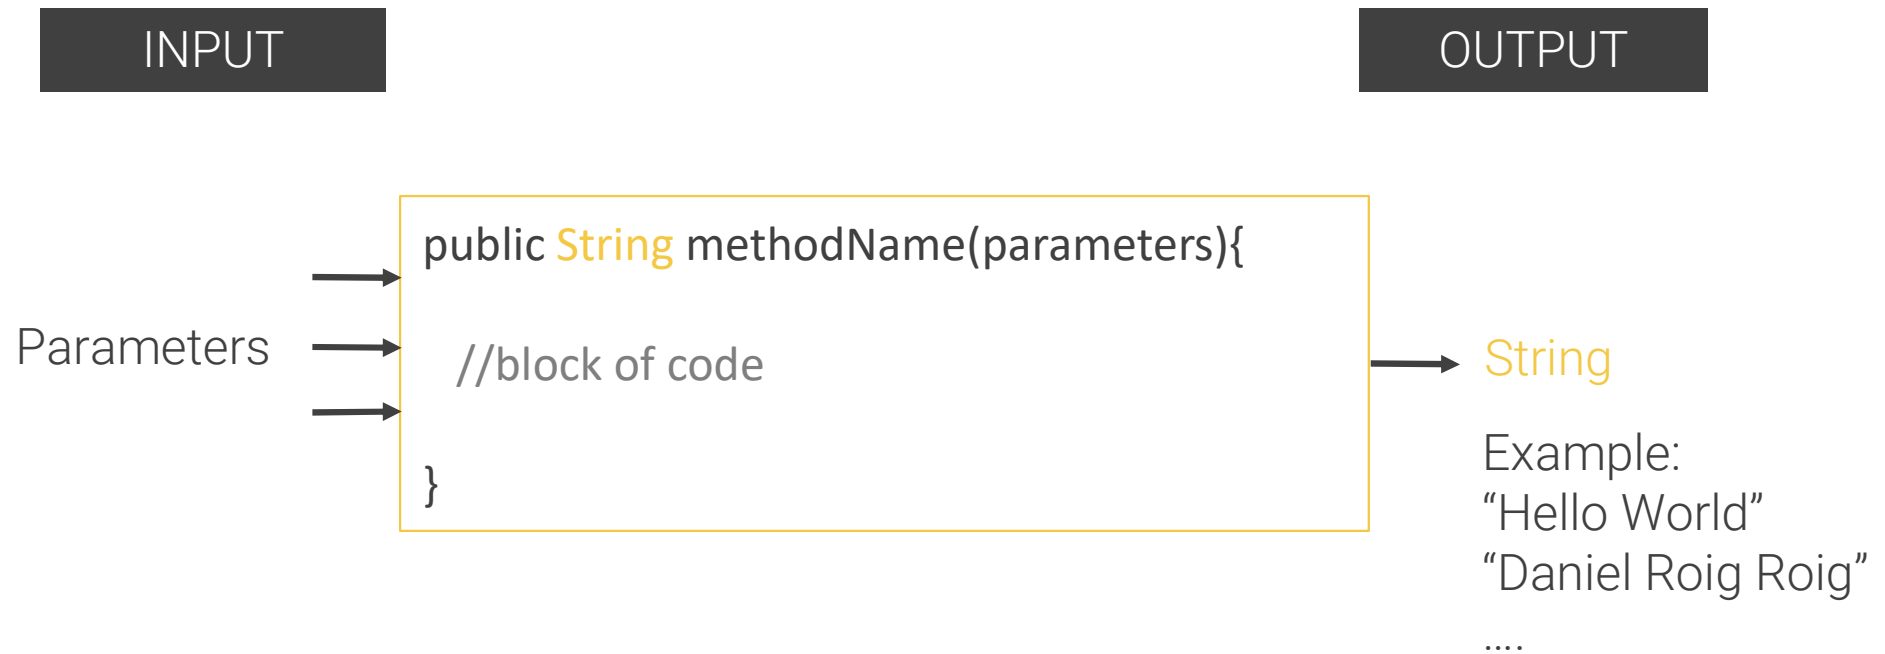 INPUT
OUTPUT
public String methodName(parameters){
Parameters
//block of code
String
}
Example:
“Hello World”
“Daniel Roig Roig”
....